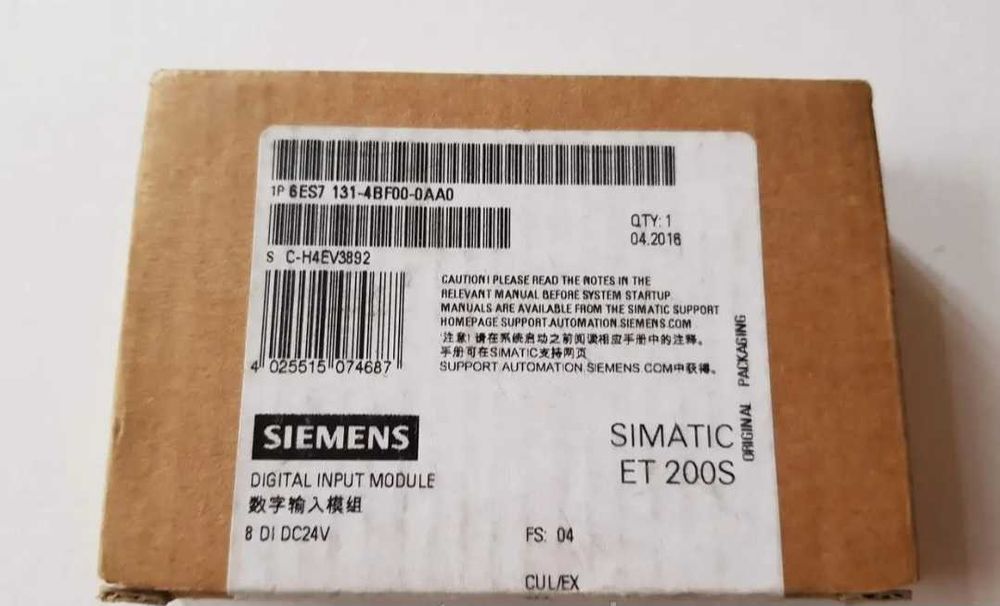 1P 6ES7 131-4BF00-0AA0
QTY: 1
04.2016
S C-H4EV3892
4 025515 074687
CAUTION! PLEASE READ THE NOTES IN THE
RELEVANT MANUAL BEFORE SYSTEM STARTUP
MANUALS ARE AVAILABLE FROM THE SIMATIC SUPPORT
HOMEPAGE SUPPORT.AUTOMATION.SIEMENS.COM
注意! 请在系统启动之前阅读相应手册中的注释。
手册可在SIMATIC支持网页
SUPPORT AUTOMATION.SIEMENS.COM中获得。
ORIGINAL PACKAGING
SIEMENS
SIMATIC
ET 200S
DIGITAL INPUT MODULE
数字输入模组
8 DI DC24V
FS: 04
CUL/EX